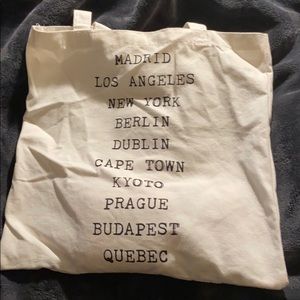 MADRID
LOS ANGELES
NEW YORK
BERLIN
DUBLIN
CAPE TOWN
KYOTO
PRAGUE
BUDAPEST
QUEBEC